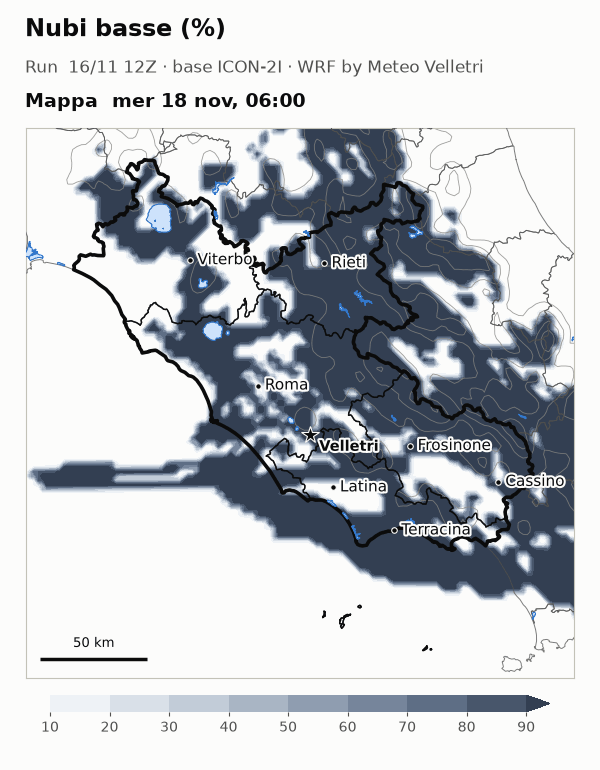 Nubi basse (%)
Run  16/11 12Z · base ICON-2I · WRF by Meteo Velletri
Mappa  mer 18 nov, 06:00
Viterbo
Rieti
Roma
Velletri
Frosinone
Cassino
Latina
Terracina
50 km
10 20 30 40 50 60 70 80 90